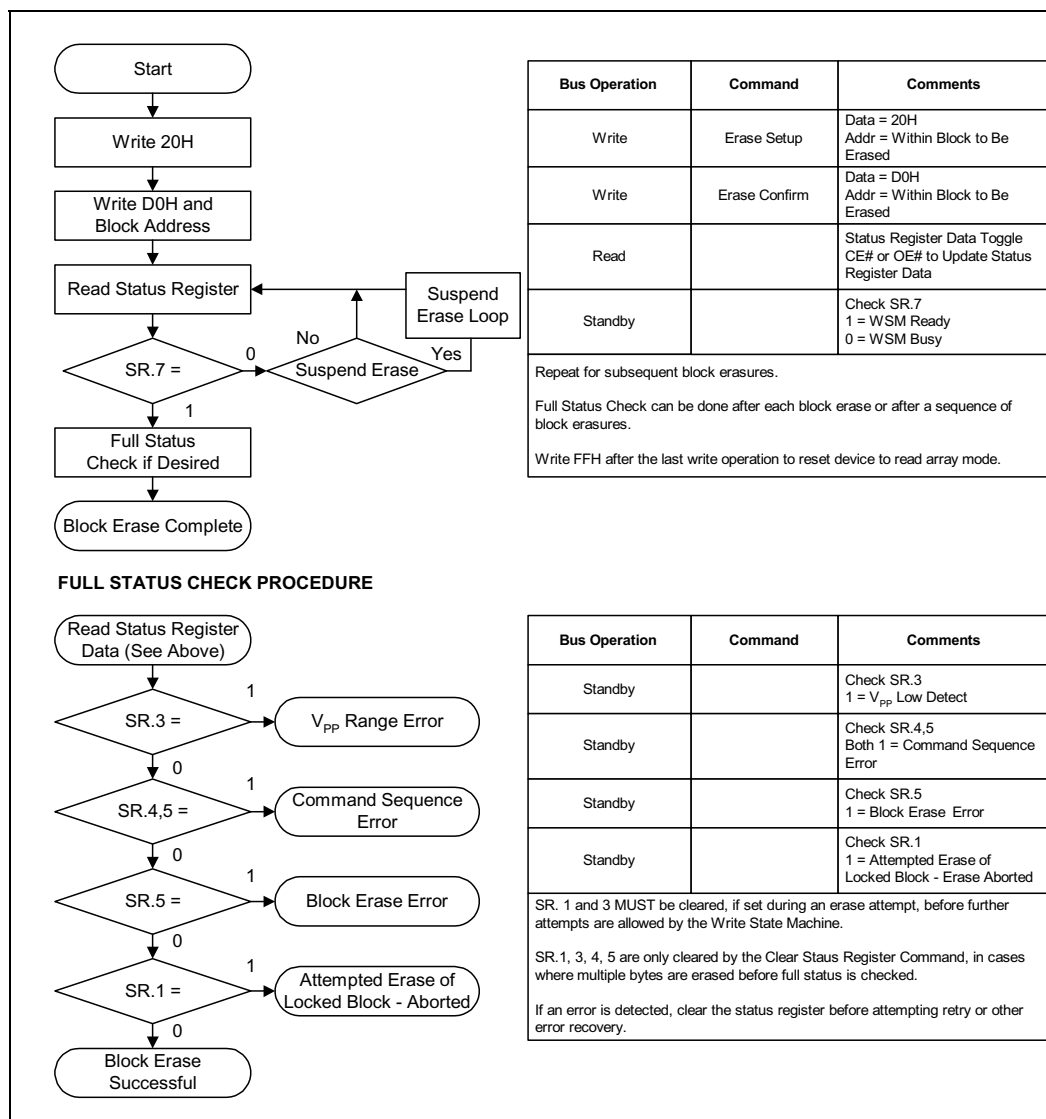 Start
Write 20H
Write D0H and
Block Address
Read Status Register
Suspend
Erase Loop
No
Yes
0
SR.7 =
Suspend Erase
1
Full Status
Check if Desired
Block Erase Complete
Bus Operation
Command
Comments
Write
Erase Setup
Data = 20H
Addr = Within Block to Be
Erased
Write
Erase Confirm
Data = D0H
Addr = Within Block to Be
Erased
Read
Status Register Data Toggle
CE# or OE# to Update Status
Register Data
Standby
Check SR.7
1 = WSM Ready
0 = WSM Busy
Repeat for subsequent block erasures.
Full Status Check can be done after each block erase or after a sequence of
block erasures.
Write FFH after the last write operation to reset device to read array mode.
FULL STATUS CHECK PROCEDURE
Read Status Register
Data (See Above)
1
SR.3 =
VPP Range Error
0
1
SR.4,5 =
Command Sequence
Error
0
1
SR.5 =
Block Erase Error
0
1
SR.1 =
Attempted Erase of
Locked Block - Aborted
0
Block Erase
Successful
Bus Operation
Command
Comments
Standby
Check SR.3
1 = VPP Low Detect
Standby
Check SR.4,5
Both 1 = Command Sequence
Error
Standby
Check SR.5
1 = Block Erase Error
Standby
Check SR.1
1 = Attempted Erase of
Locked Block - Erase Aborted
SR. 1 and 3 MUST be cleared, if set during an erase attempt, before further
attempts are allowed by the Write State Machine.
SR.1, 3, 4, 5 are only cleared by the Clear Staus Register Command, in cases
where multiple bytes are erased before full status is checked.
If an error is detected, clear the status register before attempting retry or other
error recovery.